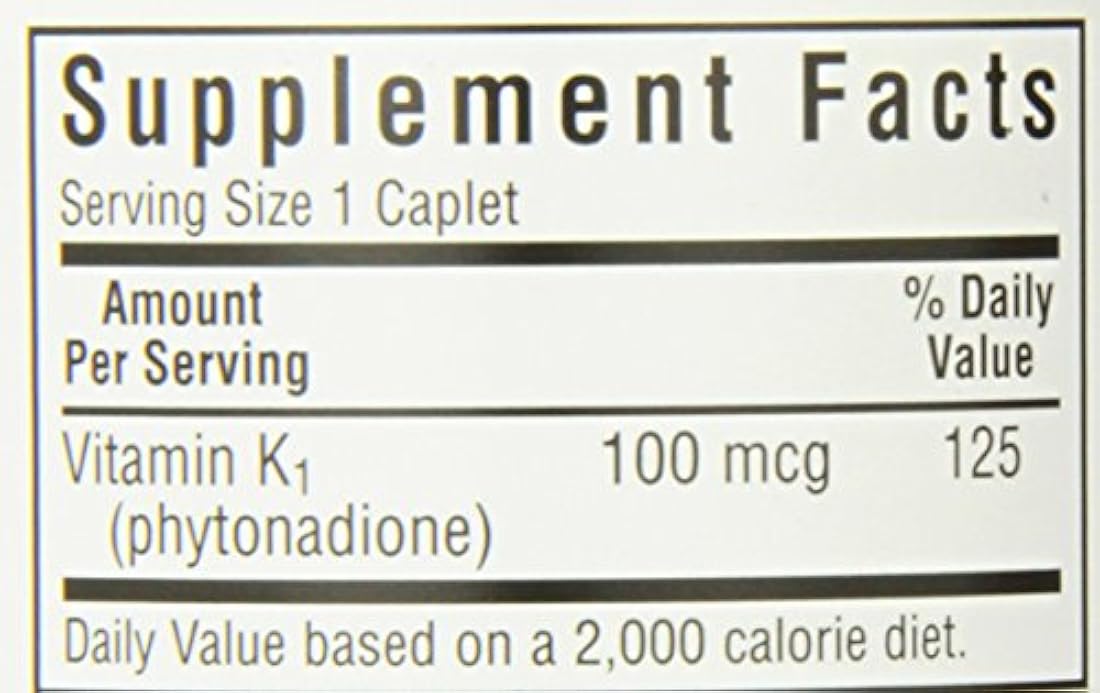 Supplement Facts
Serving Size 1 Caplet
Amount % Daily
Per Serving Value
Vitamin K₁ 100 mcg 125
(phytonadione)
Daily Value based on a 2,000 calorie diet.